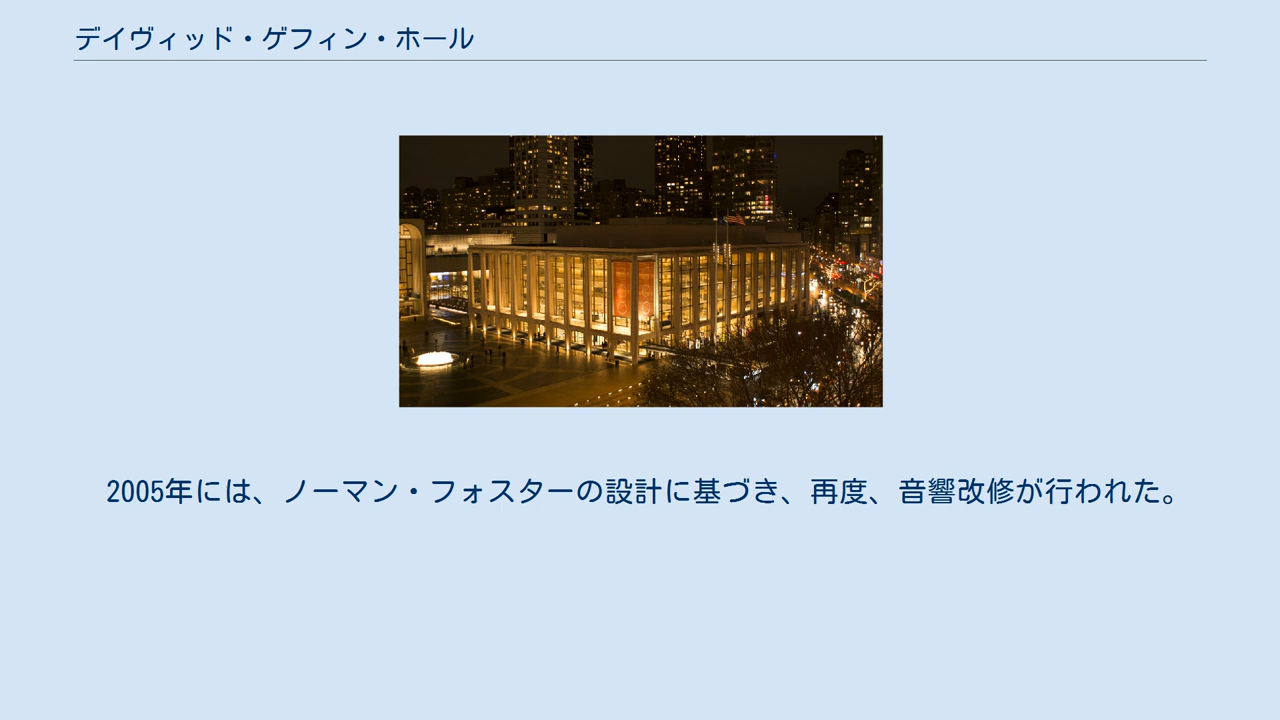 デイヴィッド・ゲフィン・ホール
2005年には、ノーマン・フォスターの設計に基づき、再度、音響改修が行われた。